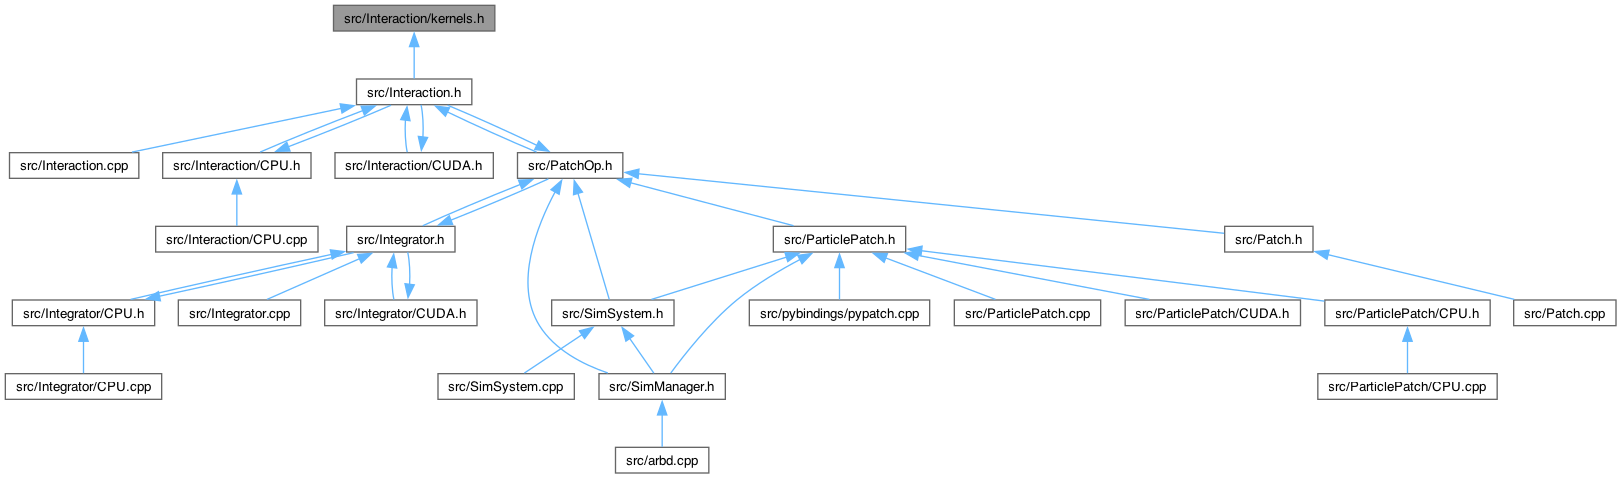 src/Interaction/kernels.h
src/Interaction.h
src/Interaction.cpp
src/Interaction/CPU.h
src/Interaction/CUDA.h
src/PatchOp.h
src/Interaction/CPU.cpp
src/Integrator.h
src/ParticlePatch.h
src/Patch.h
src/Integrator/CPU.h
src/Integrator.cpp
src/Integrator/CUDA.h
src/SimSystem.h
src/pybindings/pypatch.cpp
src/ParticlePatch.cpp
src/ParticlePatch/CUDA.h
src/ParticlePatch/CPU.h
src/Patch.cpp
src/Integrator/CPU.cpp
src/SimSystem.cpp
src/SimManager.h
src/ParticlePatch/CPU.cpp
src/arbd.cpp